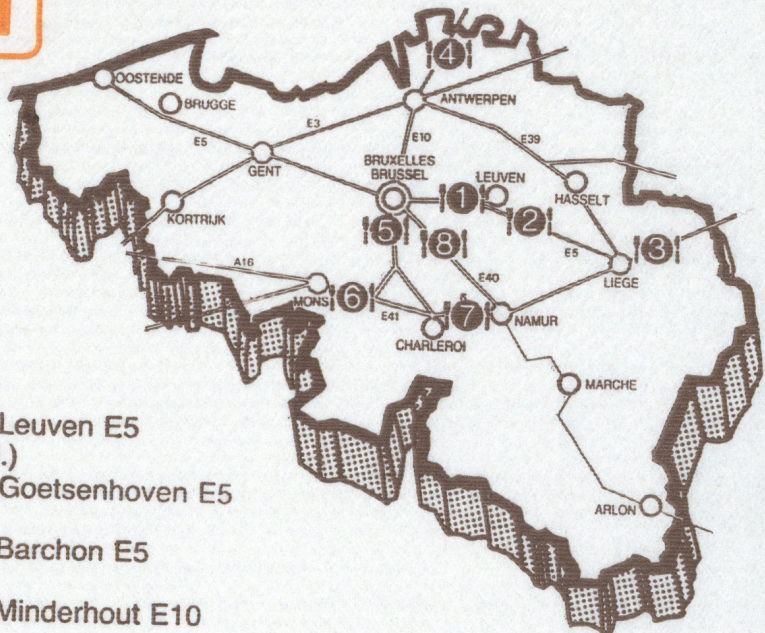 4
OOSTENDE
ANTWERPEN
BRUGGE
E3
E5
E10
E39
GENT
BRUXELLES
BRUSSEL
LEUVEN
1
HASSELT
KORTRIJK
2
5
8
3
E5
A16
LIEGE
E40
MONS
6
E41
7
NAMUR
CHARLEROI
MARCHE
ARLON
Leuven E5
.)
Goetsenhoven E5
Barchon E5
Minderhout E10